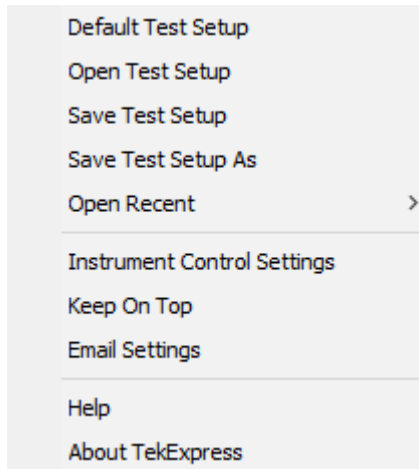 Default Test Setup
Open Test Setup
Save Test Setup
Save Test Setup As
Open Recent
Instrument Control Settings
Keep On Top
Email Settings
Help
About TekExpress